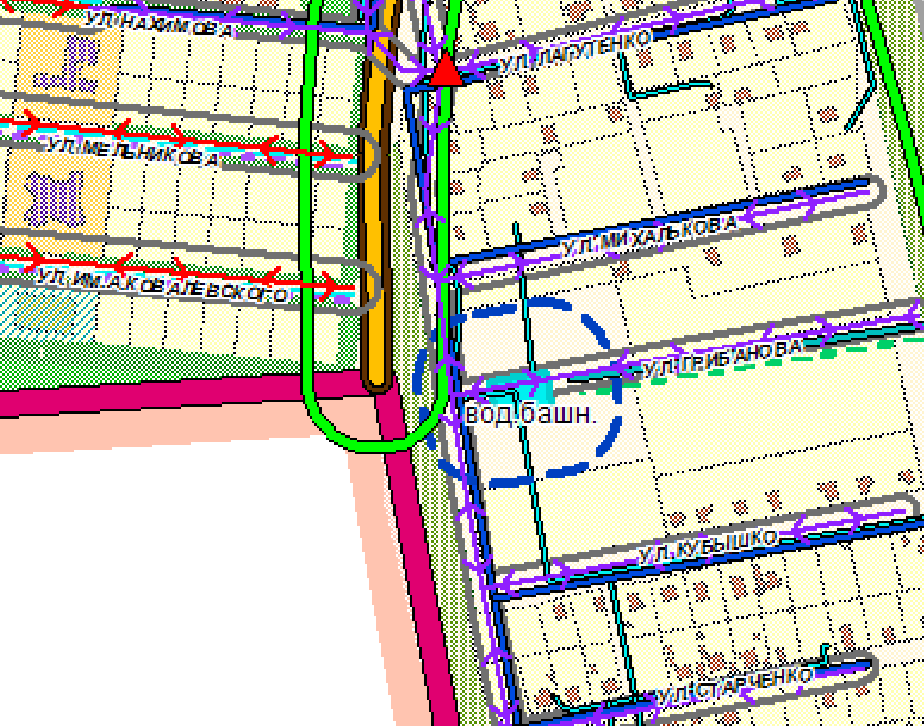 УЛ.НАХИМОВА
УЛ.ЛАГУТЕНКО
УЛ.МЕЛЬНИКОВА
УЛ.МИХАЛЬКОВА
УЛ.ИМ.А.КОВАЛЕВСКОГО
УЛ.ГРИБАНОВА
вод.башн.
УЛ.КУБЫШКО
УЛ.СТАРЧЕНКО